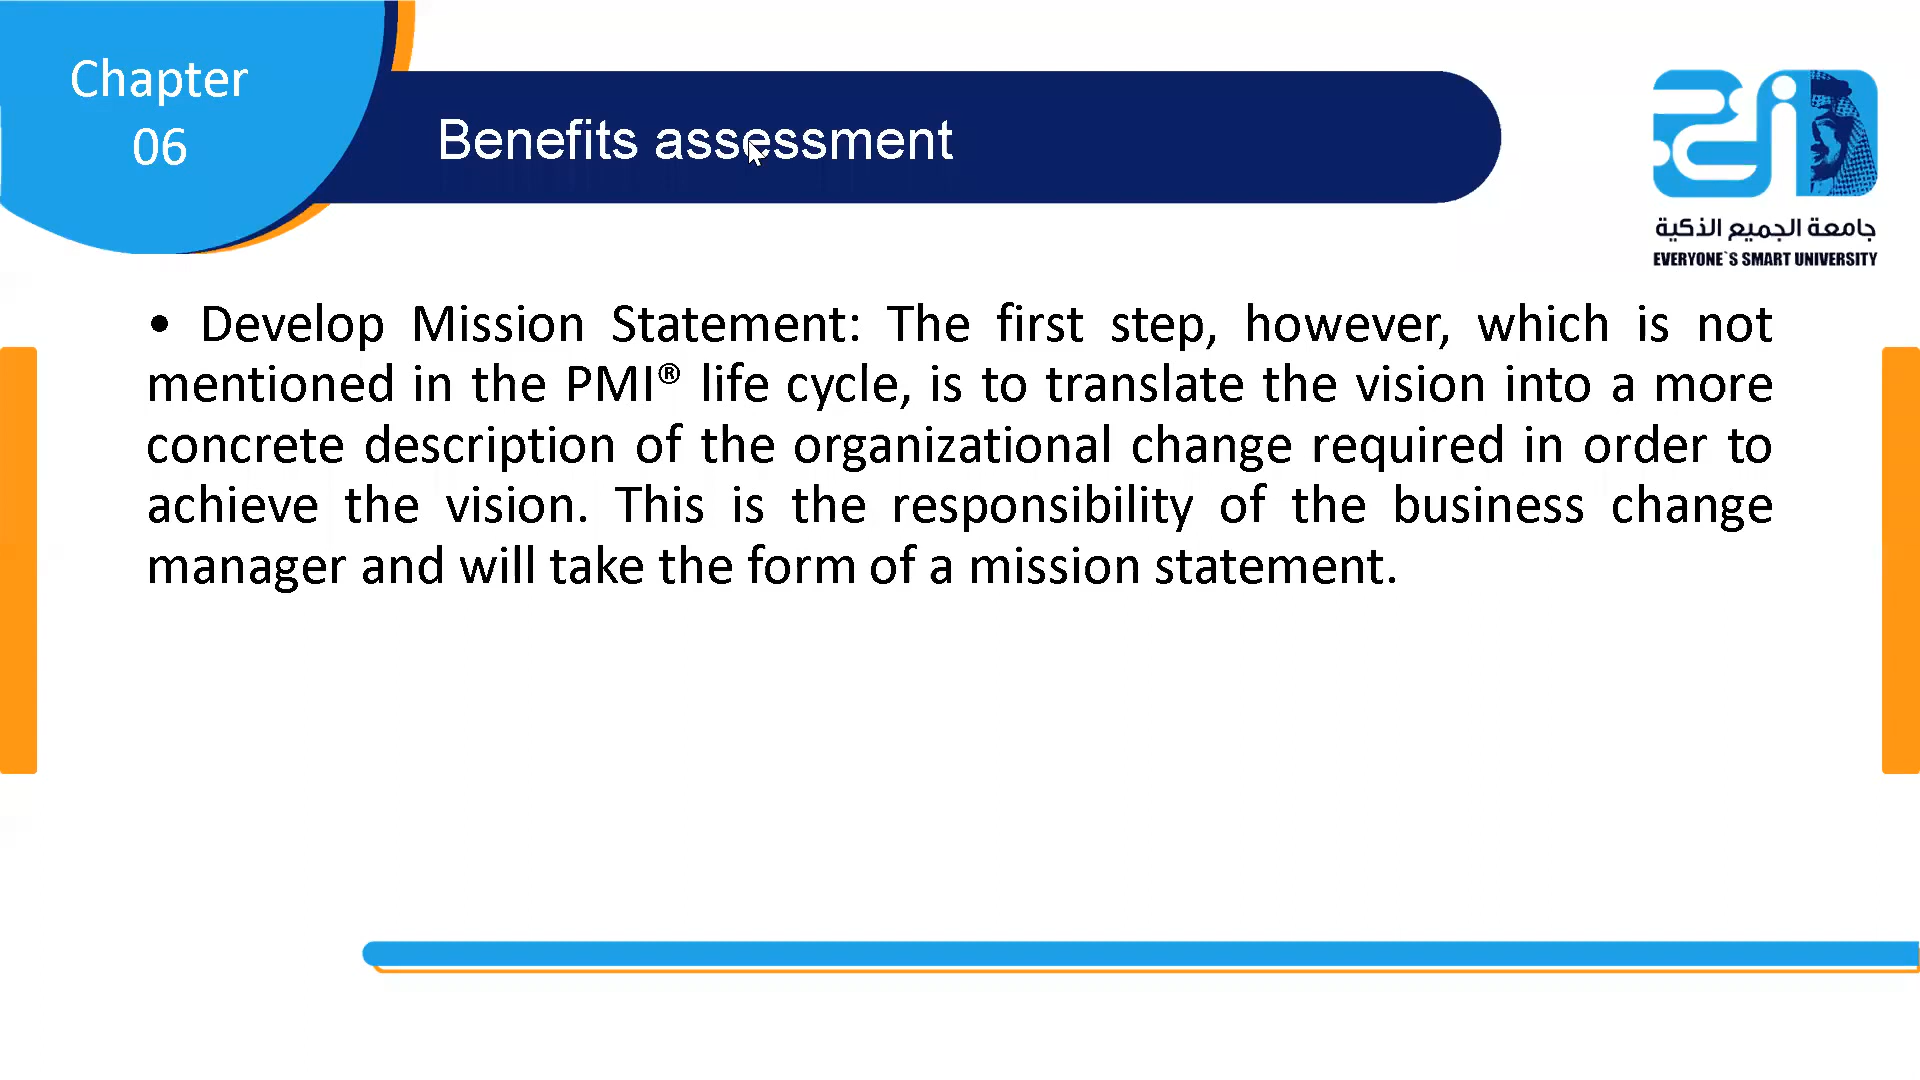 Chapter
06
Benefits assessment
جامعة الجميع الذكية
EVERYONE`S SMART UNIVERSITY
• Develop Mission Statement: The first step, however, which is not
mentioned in the PMI® life cycle, is to translate the vision into a more
concrete description of the organizational change required in order to
achieve the vision. This is the responsibility of the business change
manager and will take the form of a mission statement.